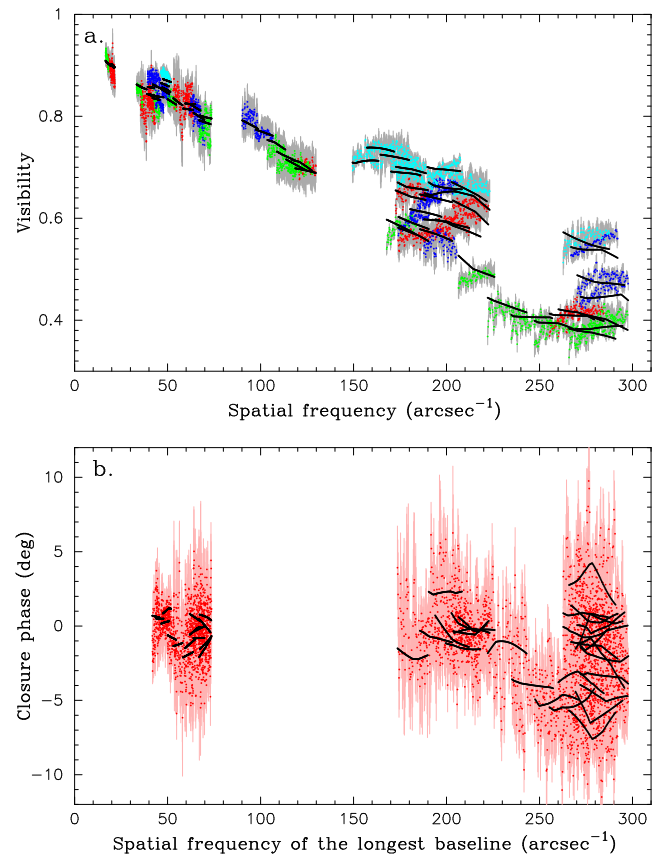 a.
1
0.8
0.6
0.4
Visibility
0 50 100 150 200 250 300
Spatial frequency (arcsec⁻¹)
b.
10
5
0
−5
−10
Closure phase (deg)
0 50 100 150 200 250 300
Spatial frequency of the longest baseline (arcsec⁻¹)